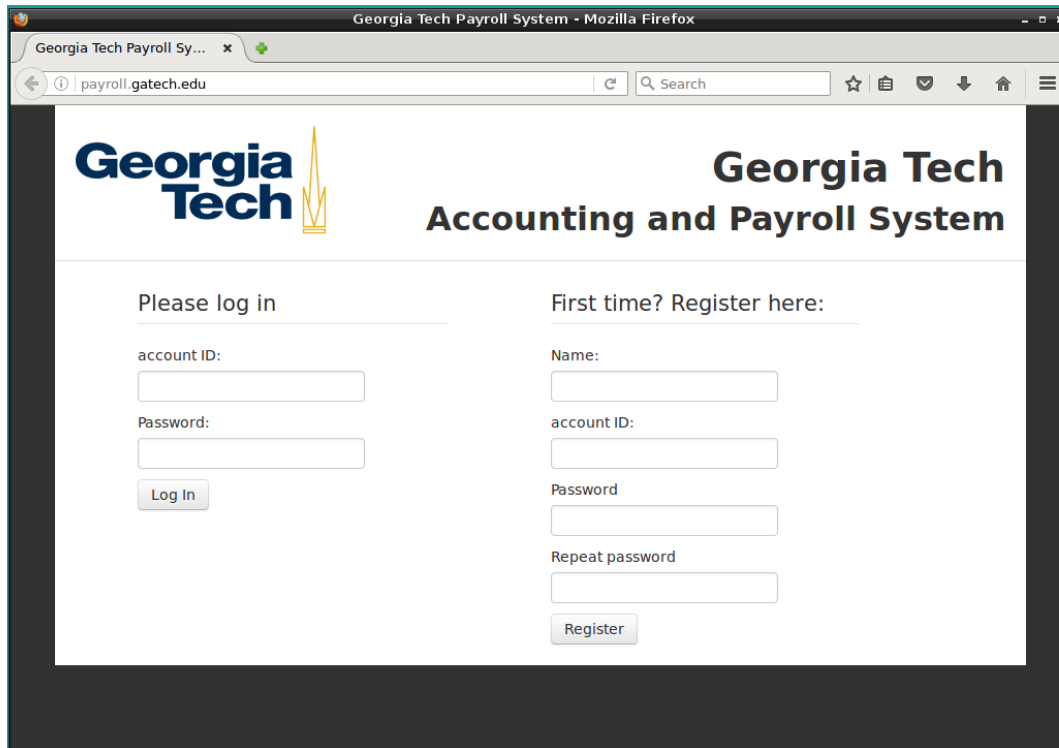 Georgia Tech Payroll System - Mozilla Firefox
Georgia Tech Payroll Sy...
payroll.gatech.edu
Search
Georgia
Tech
Georgia Tech
Accounting and Payroll System
Please log in
account ID:
Password:
Log In
First time? Register here:
Name:
account ID:
Password
Repeat password
Register